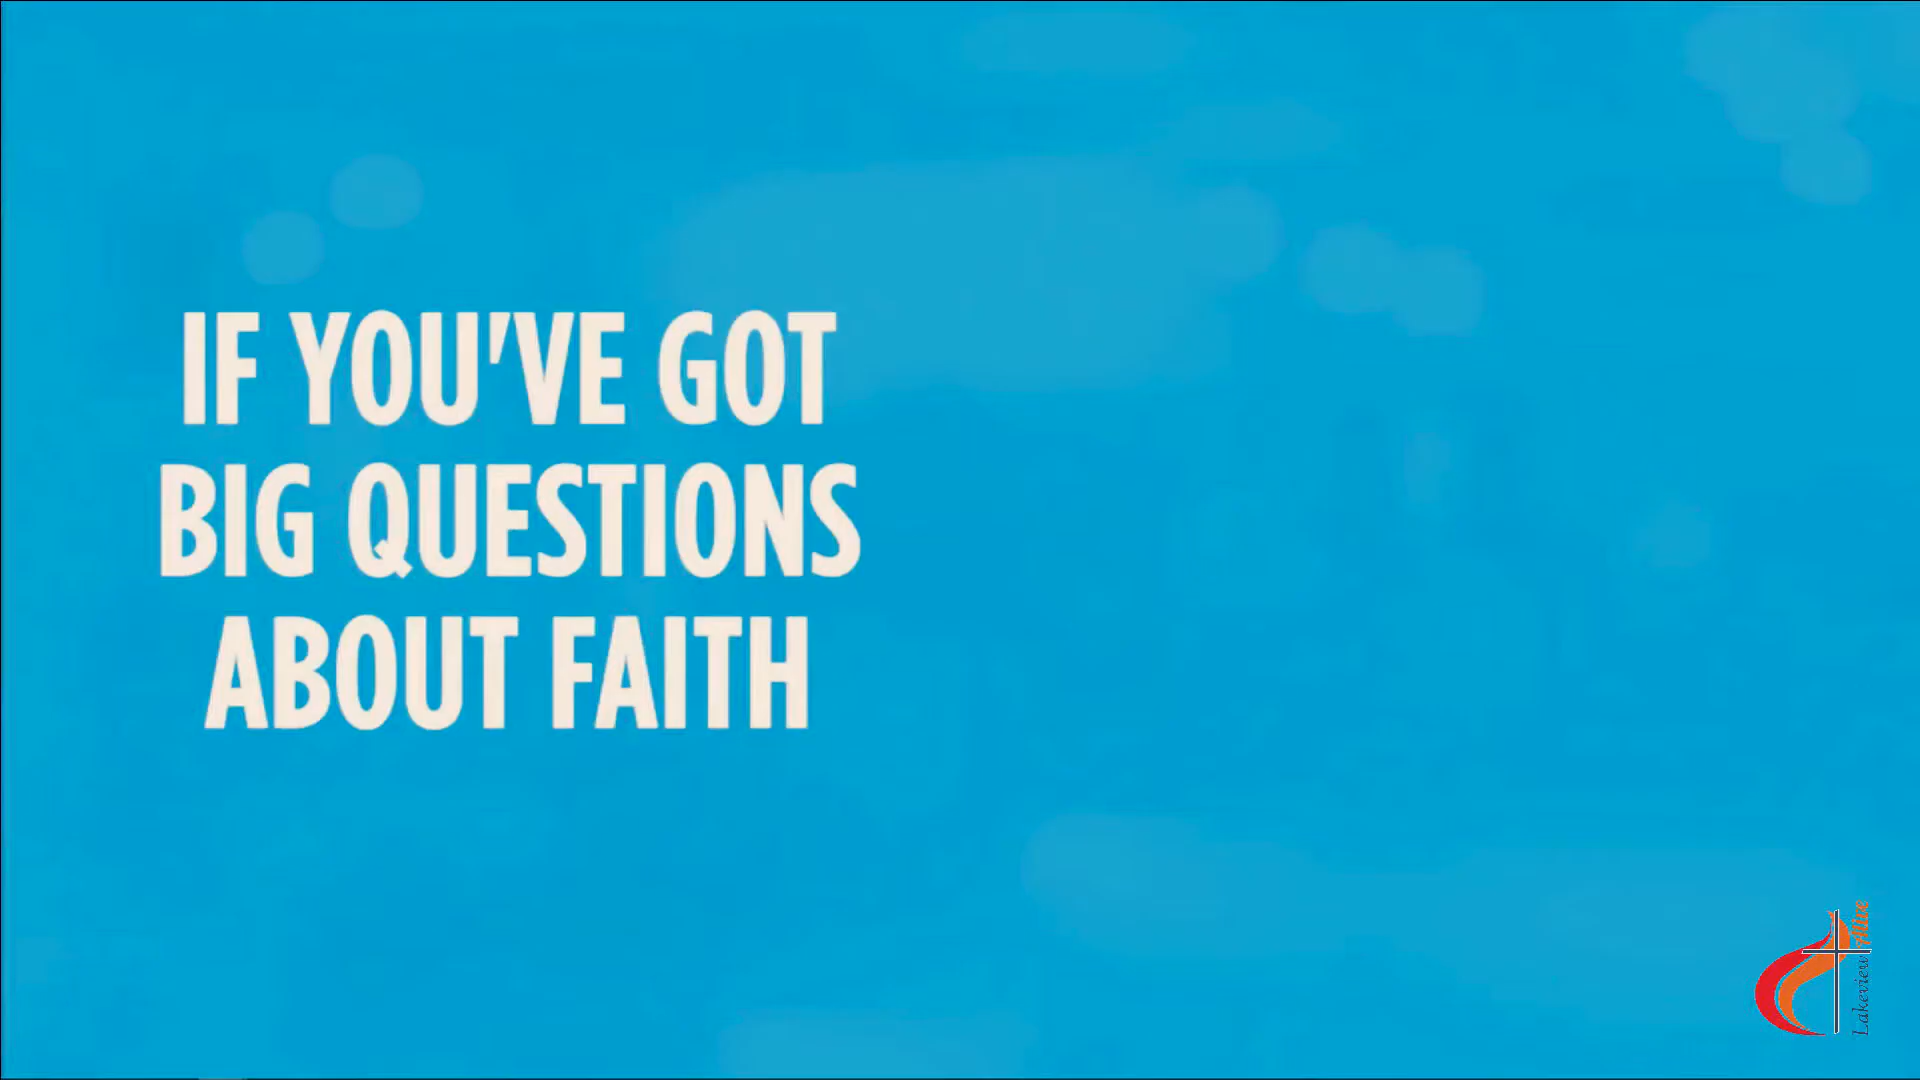 IF YOU'VE GOT
BIG QUESTIONS
ABOUT FAITH
Lakeview Alive